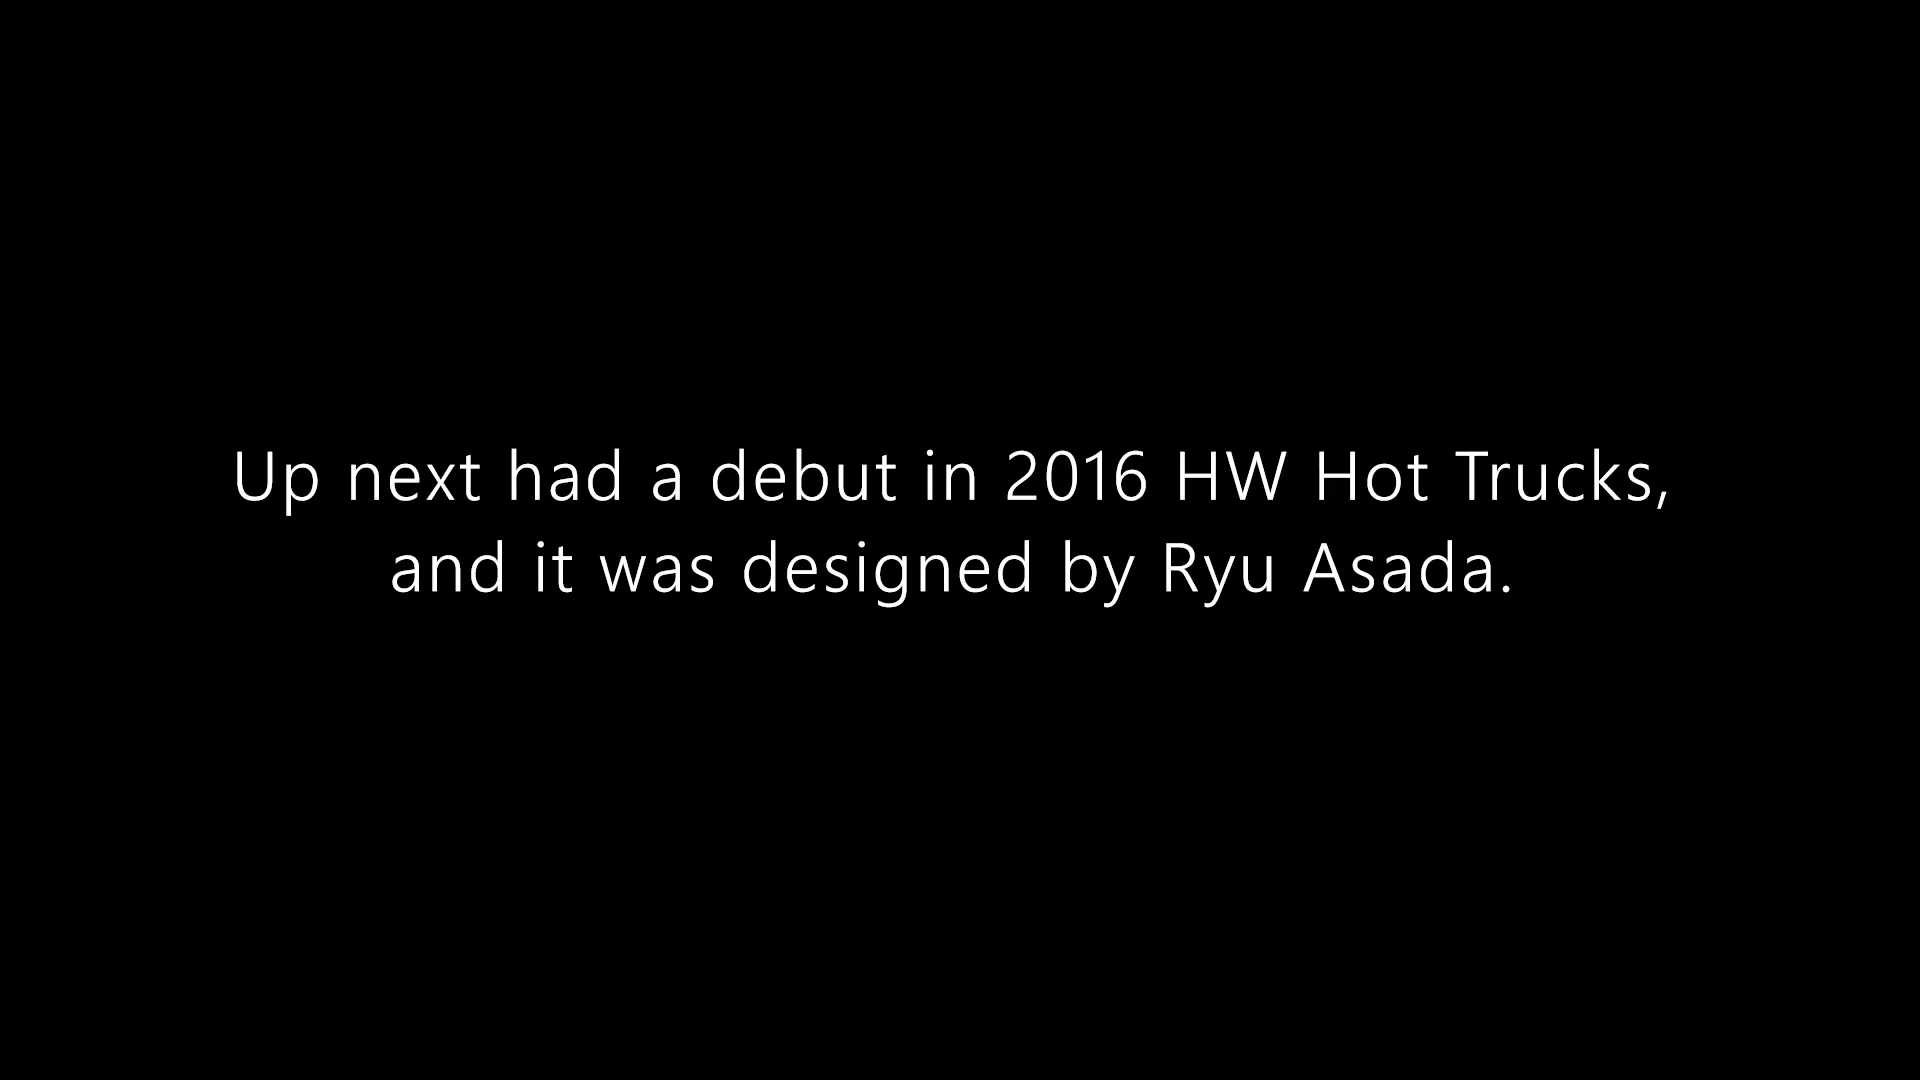 Up next had a debut in 2016 HW Hot Trucks,
and it was designed by Ryu Asada.